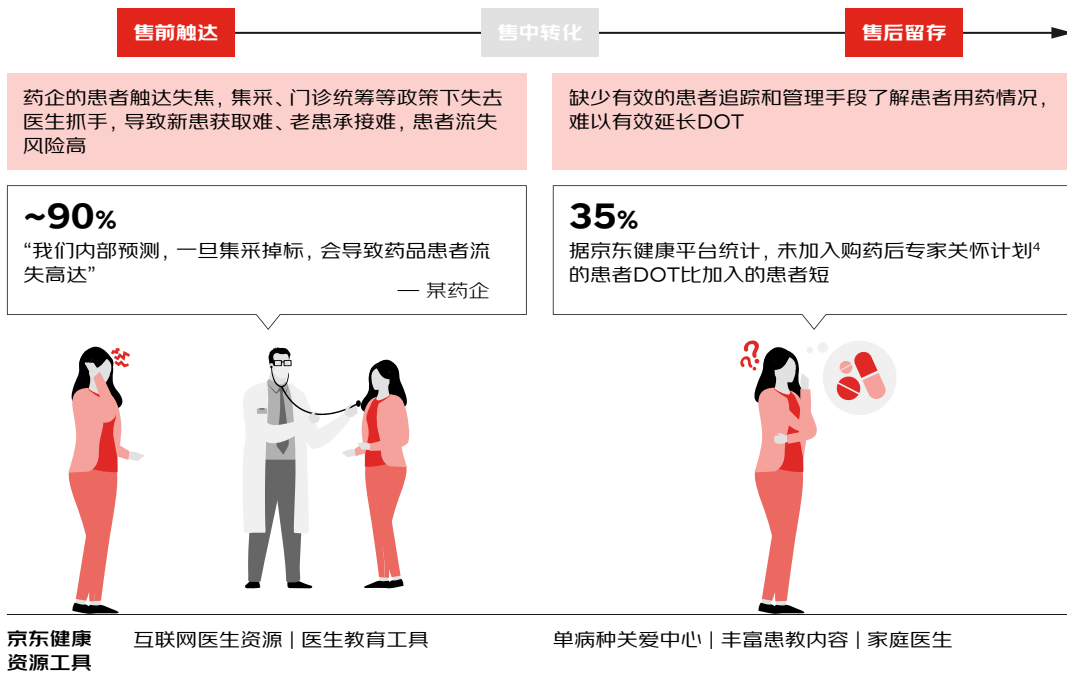 售前触达
售中转化
售后留存
药企的患者触达失焦，集采、门诊统筹等政策下失去
医生抓手，导致新患获取难、老患承接难，患者流失
风险高
缺少有效的患者追踪和管理手段了解患者用药情况，
难以有效延长DOT
~90%
“我们内部预测，一旦集采掉标，会导致药品患者流
失高达”
— 某药企
35%
据京东健康平台统计，未加入购药后专家关怀计划⁴
的患者DOT比加入的患者短
??
京东健康
资源工具
互联网医生资源 | 医生教育工具
单病种关爱中心 | 丰富患教内容 | 家庭医生